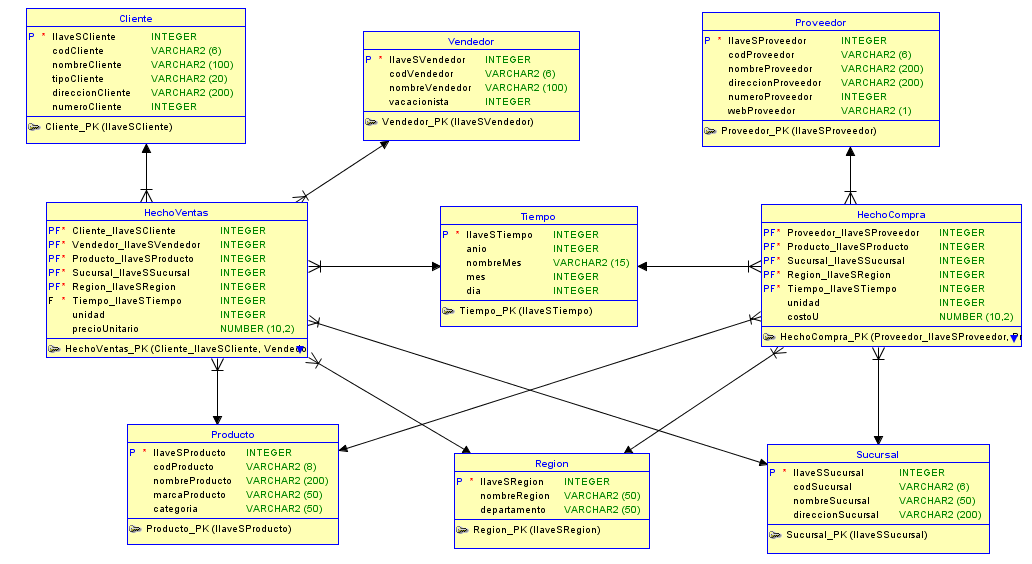 Cliente
P * llaveSCliente INTEGER
codCliente VARCHAR2 (6)
nombreCliente VARCHAR2 (100)
tipoCliente VARCHAR2 (20)
direccionCliente VARCHAR2 (200)
numeroCliente INTEGER
Cliente_PK (llaveSCliente)
Vendedor
P * llaveSVendedor INTEGER
codVendedor VARCHAR2 (6)
nombreVendedor VARCHAR2 (100)
vacacionista INTEGER
Vendedor_PK (llaveSVendedor)
Proveedor
P * llaveSProveedor INTEGER
codProveedor VARCHAR2 (6)
nombreProveedor VARCHAR2 (200)
direccionProveedor VARCHAR2 (200)
numeroProveedor INTEGER
webProveedor VARCHAR2 (1)
Proveedor_PK (llaveSProveedor)
HechoVentas
PF* Cliente_llaveSCliente INTEGER
PF* Vendedor_llaveSVendedor INTEGER
PF* Producto_llaveSProducto INTEGER
PF* Sucursal_llaveSSucursal INTEGER
PF* Region_llaveSRegion INTEGER
F * Tiempo_llaveSTiempo INTEGER
unidad INTEGER
precioUnitario NUMBER (10,2)
HechoVentas_PK (Cliente_llaveSCliente, Vendedo
Tiempo
P * llaveSTiempo INTEGER
anio INTEGER
nombreMes VARCHAR2 (15)
mes INTEGER
dia INTEGER
Tiempo_PK (llaveSTiempo)
HechoCompra
PF* Proveedor_llaveSProveedor INTEGER
PF* Producto_llaveSProducto INTEGER
PF* Sucursal_llaveSSucursal INTEGER
PF* Region_llaveSRegion INTEGER
PF* Tiempo_llaveSTiempo INTEGER
unidad INTEGER
costoU NUMBER (10,2)
HechoCompra_PK (Proveedor_llaveSProveedor, Pr
Producto
P * llaveSProducto INTEGER
codProducto VARCHAR2 (8)
nombreProducto VARCHAR2 (200)
marcaProducto VARCHAR2 (50)
categoria VARCHAR2 (50)
Producto_PK (llaveSProducto)
Region
P * llaveSRegion INTEGER
nombreRegion VARCHAR2 (50)
departamento VARCHAR2 (50)
Region_PK (llaveSRegion)
Sucursal
P * llaveSSucursal INTEGER
codSucursal VARCHAR2 (6)
nombreSucursal VARCHAR2 (50)
direccionSucursal VARCHAR2 (200)
Sucursal_PK (llaveSSucursal)